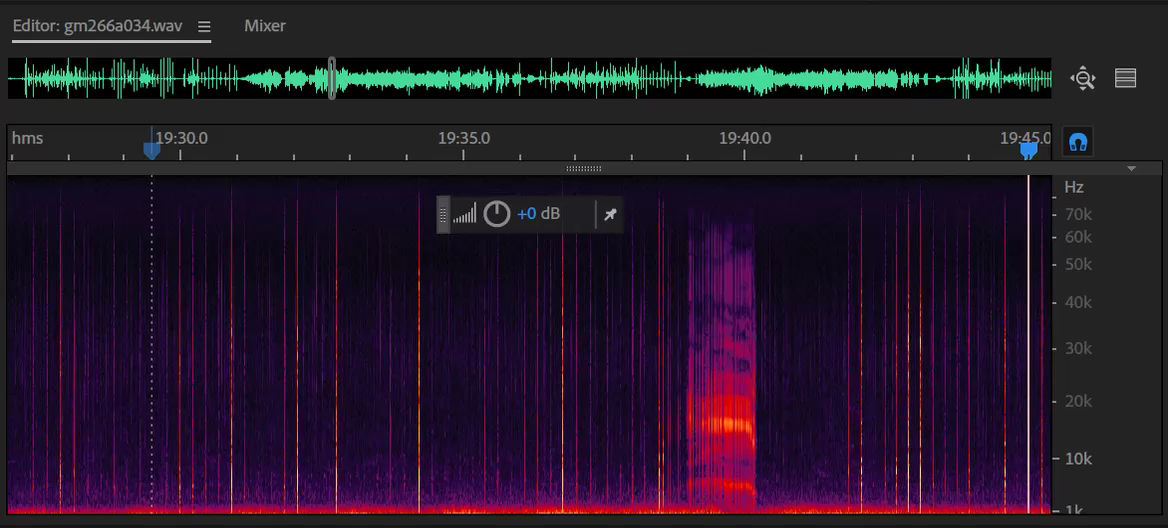 Editor: gm266a034.wav Mixer
hms 19:30.0 19:35.0 19:40.0 19:45.0
Hz
+0 dB
70k
60k
50k
40k
30k
20k
10k
1k